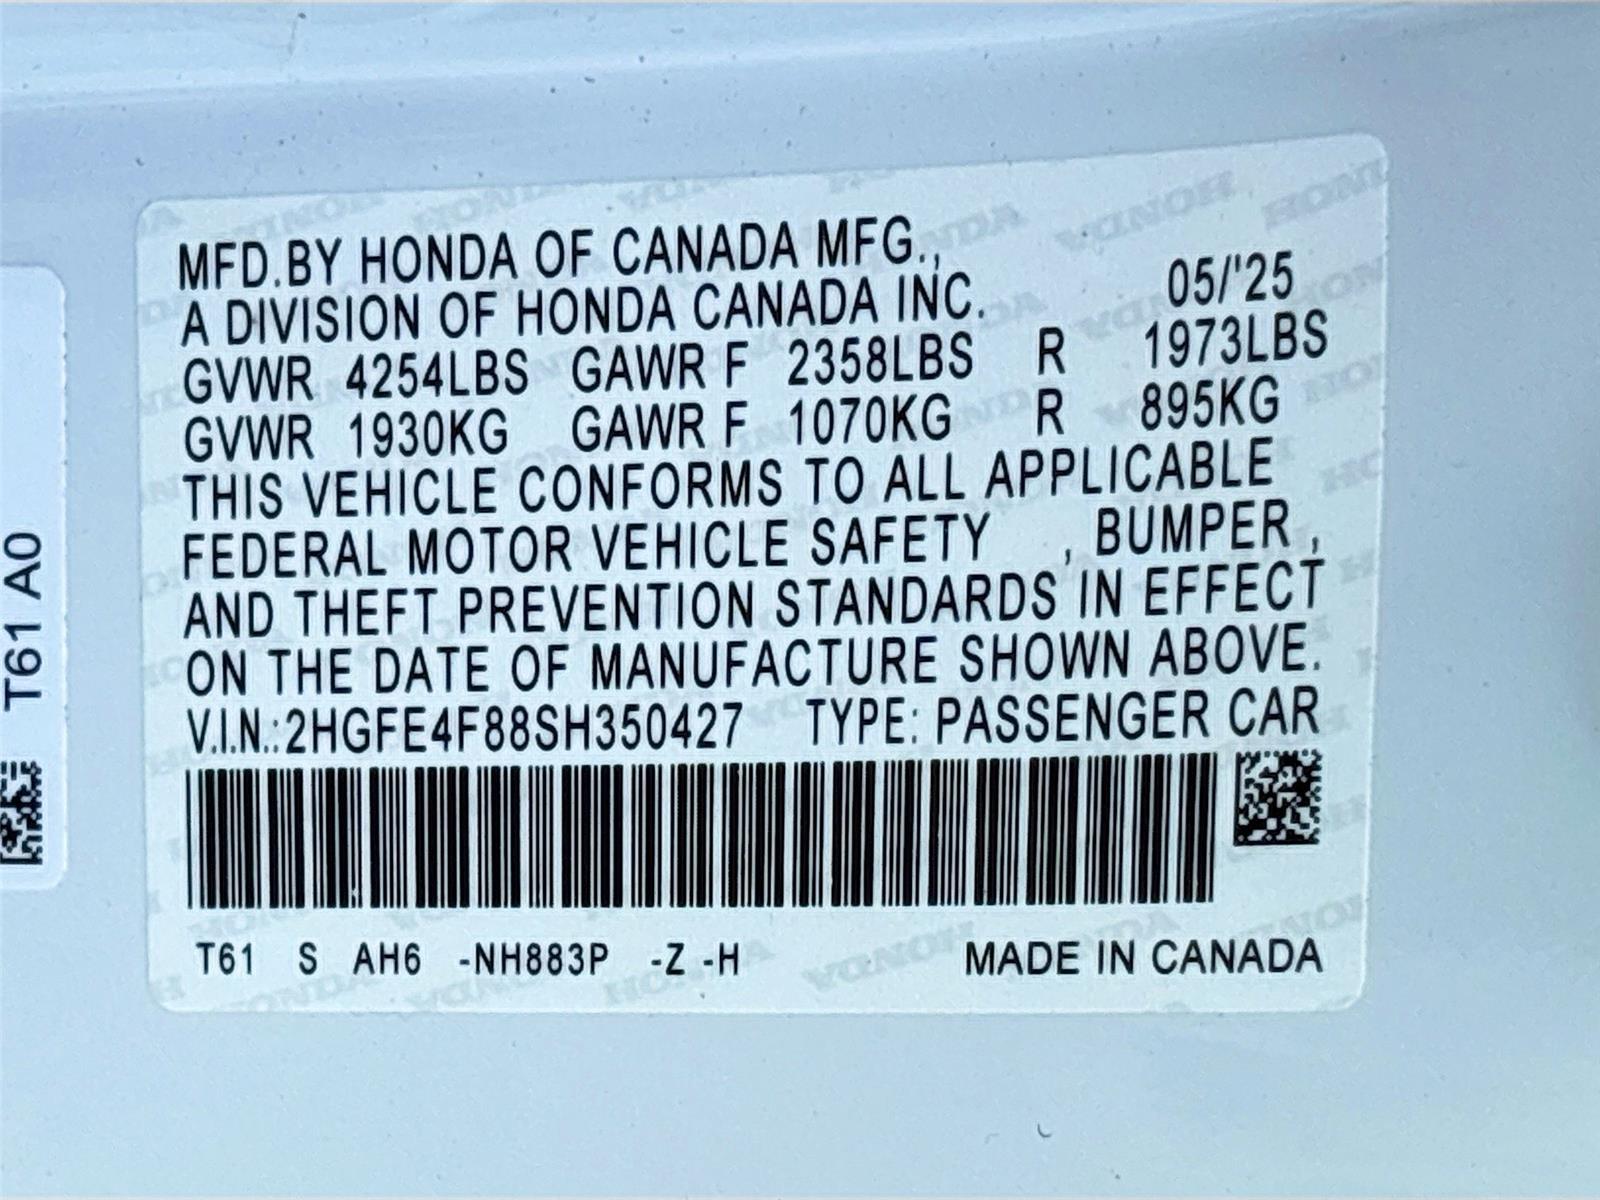 MFD.BY HONDA OF CANADA MFG.,
A DIVISION OF HONDA CANADA INC. 05/'25
GVWR 4254LBS GAWR F 2358LBS R 1973LBS
GVWR 1930KG GAWR F 1070KG R 895KG
THIS VEHICLE CONFORMS TO ALL APPLICABLE
FEDERAL MOTOR VEHICLE SAFETY , BUMPER ,
AND THEFT PREVENTION STANDARDS IN EFFECT
ON THE DATE OF MANUFACTURE SHOWN ABOVE.
V.I.N.:2HGFE4F88SH350427 TYPE: PASSENGER CAR
T61 S AH6 -NH883P -Z -H MADE IN CANADA
T61 A0